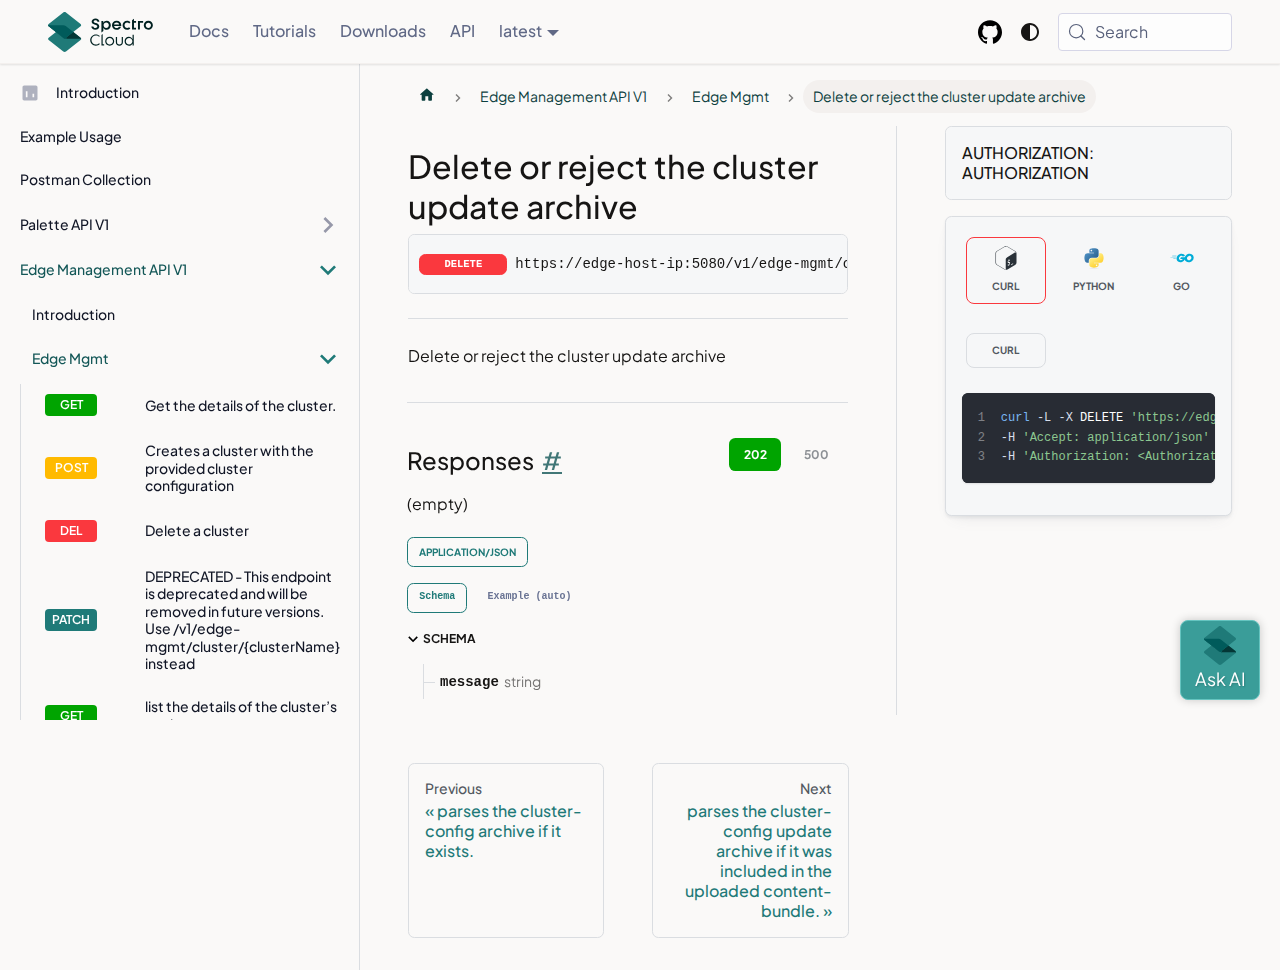 Spectro
Cloud
Docs
Tutorials
Downloads
API
latest
Search
Introduction
Example Usage
Postman Collection
Palette API V1
Edge Management API V1
Introduction
Edge Mgmt
GET
Get the details of the cluster.
POST
Creates a cluster with the
provided cluster
configuration
DEL
Delete a cluster
PATCH
DEPRECATED - This endpoint
is deprecated and will be
removed in future versions.
Use /v1/edge-
mgmt/cluster/{clusterName}
instead
GET
list the details of the cluster's
Edge Management API V1
Edge Mgmt
Delete or reject the cluster update archive
Delete or reject the cluster
update archive
DELETE
https://edge-host-ip:5080/v1/edge-mgmt/c
Delete or reject the cluster update archive
Responses #
202
500
(empty)
APPLICATION/JSON
Schema
Example (auto)
SCHEMA
message string
Previous
« parses the cluster-
config archive if it
exists.
Next
parses the cluster-
config update
archive if it was
included in the
uploaded content-
bundle. »
AUTHORIZATION:
AUTHORIZATION
CURL
PYTHON
GO
CURL
1 curl -L -X DELETE 'https://edg
2 -H 'Accept: application/json'
3 -H 'Authorization: <Authorizat
Ask AI